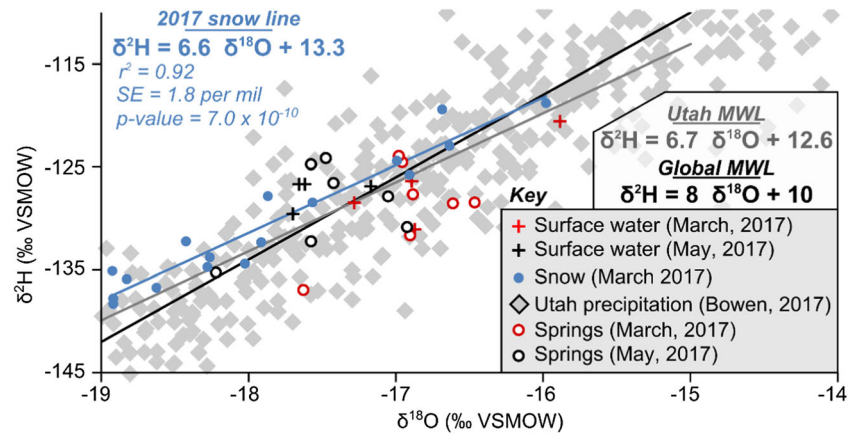 2017 snow line
δ²H = 6.6 δ¹⁸O + 13.3
r² = 0.92
SE = 1.8 per mil
p-value = 7.0 x 10⁻¹⁰
Utah MWL
δ²H = 6.7 δ¹⁸O + 12.6
Global MWL
δ²H = 8 δ¹⁸O + 10
Key
Surface water (March, 2017)
Surface water (May, 2017)
Snow (March 2017)
Utah precipitation (Bowen, 2017)
Springs (March, 2017)
Springs (May, 2017)
δ²H (‰ VSMOW)
-115
-125
-135
-145
-19 -18 -17 -16 -15 -14
δ¹⁸O (‰ VSMOW)